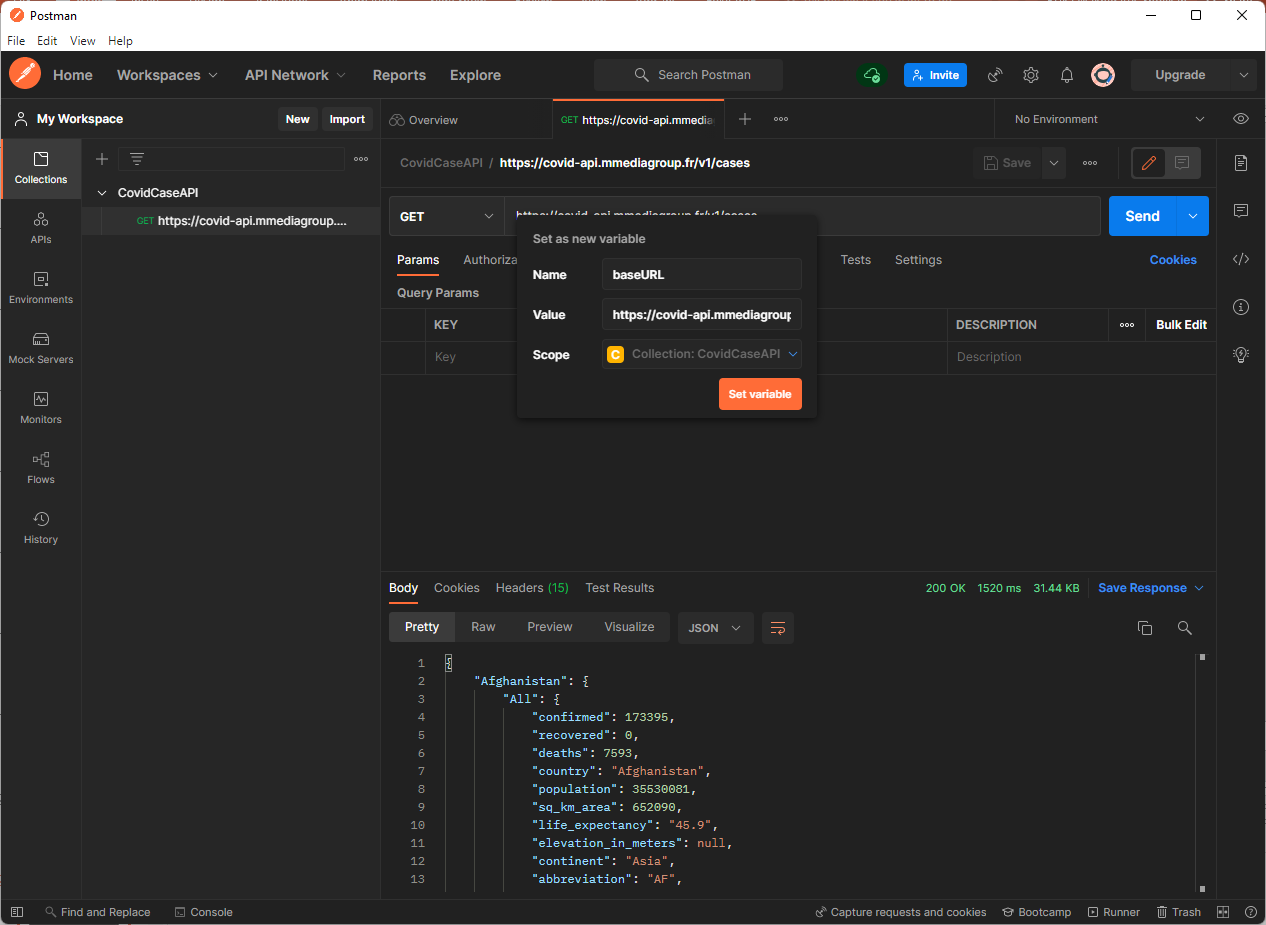 Postman
File Edit View Help
Home Workspaces API Network Reports Explore Search Postman Invite Upgrade
My Workspace New Import Overview GET https://covid-api.mmedia No Environment
Collections
CovidCaseAPI / https://covid-api.mmediagroup.fr/v1/cases Save
CovidCaseAPI
GET https://covid-api.mmediagroup....
APIs
Environments
Mock Servers
Monitors
Flows
History
GET https://covid-api.mmediagroup.fr/v1/cases Send
Set as new variable
Name baseURL
Value https://covid-api.mmediagroup
Scope C Collection: CovidCaseAPI
Set variable
Params Authoriza Tests Settings Cookies
Query Params
KEY DESCRIPTION Bulk Edit
Key Description
Body Cookies Headers (15) Test Results 200 OK 1520 ms 31.44 KB Save Response
Pretty Raw Preview Visualize JSON
1 {
2 "Afghanistan": {
3 "All": {
4 "confirmed": 173395,
5 "recovered": 0,
6 "deaths": 7593,
7 "country": "Afghanistan",
8 "population": 35530081,
9 "sq_km_area": 652090,
10 "life_expectancy": "45.9",
11 "elevation_in_meters": null,
12 "continent": "Asia",
13 "abbreviation": "AF",
Find and Replace Console Capture requests and cookies Bootcamp Runner Trash